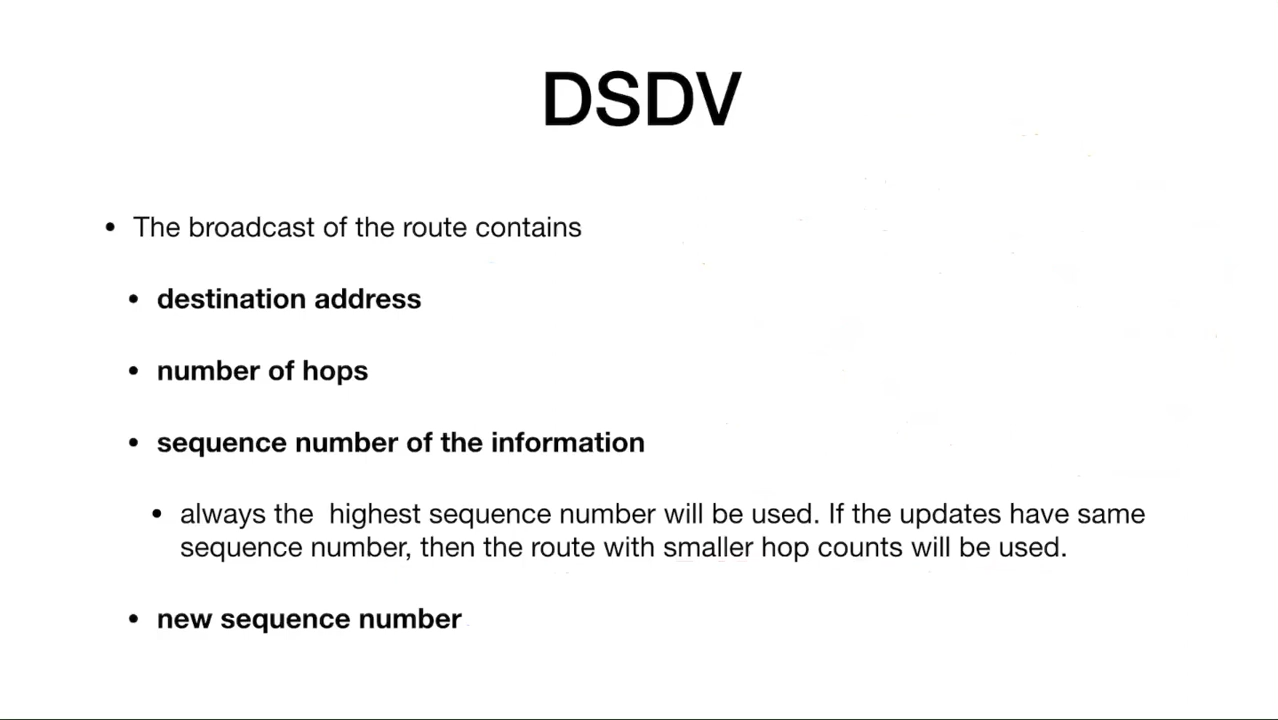 DSDV
• The broadcast of the route contains
• destination address
• number of hops
• sequence number of the information
• always the  highest sequence number will be used. If the updates have same
sequence number, then the route with smaller hop counts will be used.
• new sequence number